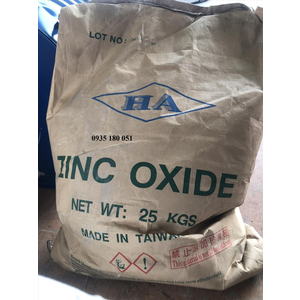 LOT NO:
HA
0935 180 051
ZINC OXIDE
NET WT: 25 KGS
MADE IN TAIWAN